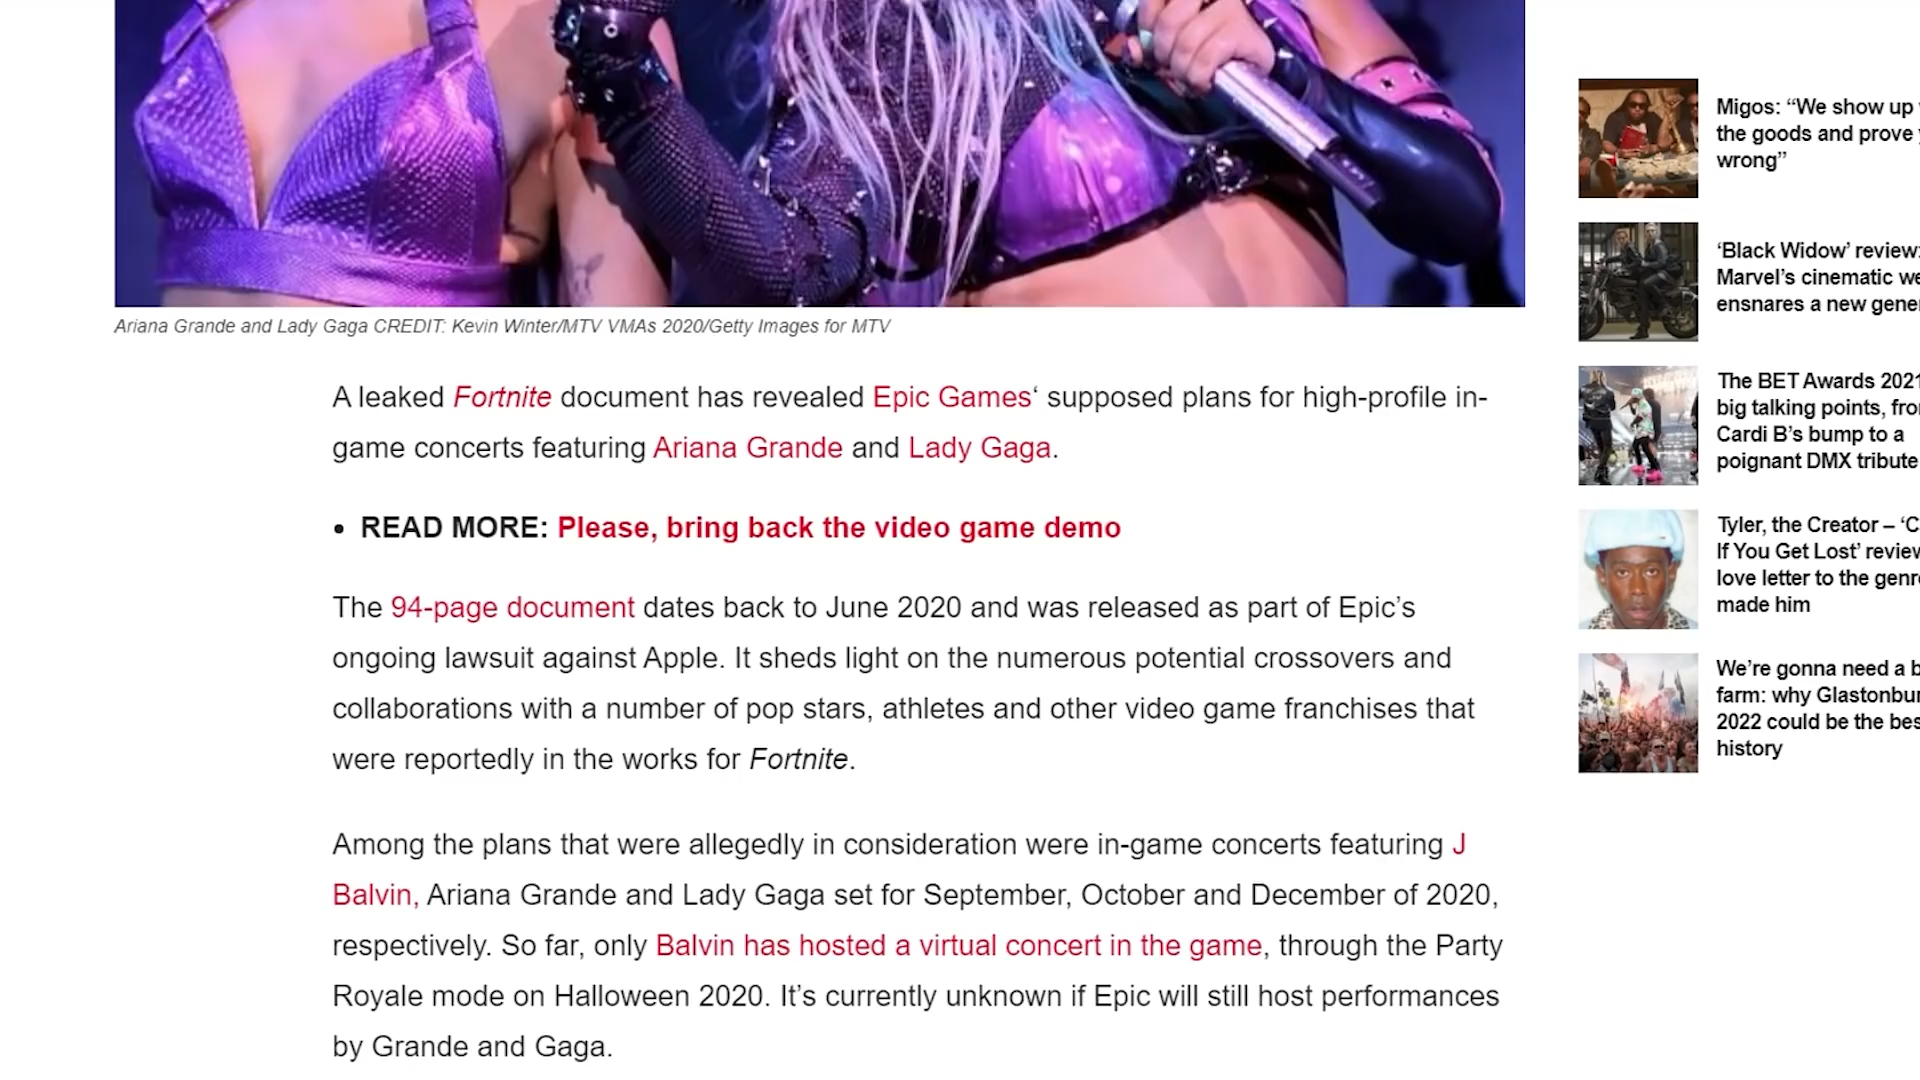 Ariana Grande and Lady Gaga CREDIT: Kevin Winter/MTV VMAs 2020/Getty Images for MTV
A leaked Fortnite document has revealed Epic Games‘ supposed plans for high-profile in-
game concerts featuring Ariana Grande and Lady Gaga.
• READ MORE: Please, bring back the video game demo
The 94-page document dates back to June 2020 and was released as part of Epic’s
ongoing lawsuit against Apple. It sheds light on the numerous potential crossovers and
collaborations with a number of pop stars, athletes and other video game franchises that
were reportedly in the works for Fortnite.
Among the plans that were allegedly in consideration were in-game concerts featuring J
Balvin, Ariana Grande and Lady Gaga set for September, October and December of 2020,
respectively. So far, only Balvin has hosted a virtual concert in the game, through the Party
Royale mode on Halloween 2020. It’s currently unknown if Epic will still host performances
by Grande and Gaga.
Migos: “We show up
the goods and prove
wrong”
‘Black Widow’ review:
Marvel’s cinematic
ensnares a new
The BET Awards 2021
big talking points,
Cardi B’s bump to a
poignant DMX tribute
Tyler, the Creator –
If You Get Lost’
love letter to the
made him
We’re gonna need a
farm: why
2022 could be the
history